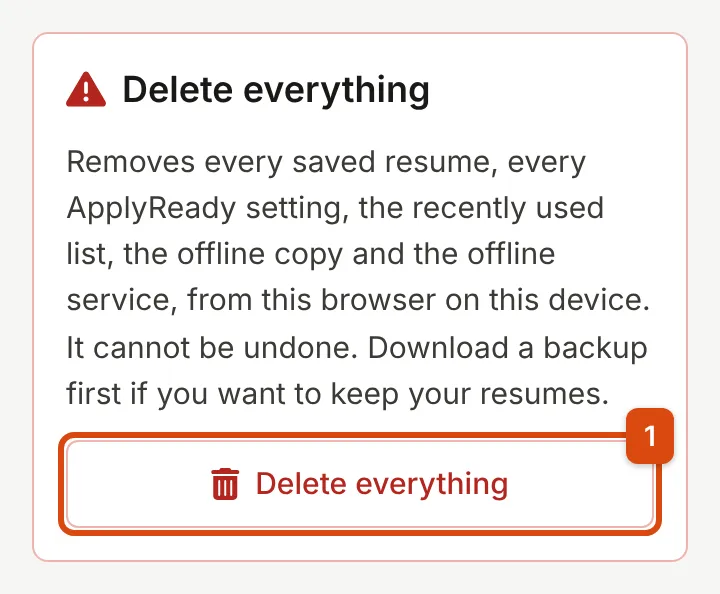 Delete everything
Removes every saved resume, every
ApplyReady setting, the recently used
list, the offline copy and the offline
service, from this browser on this device.
It cannot be undone. Download a backup
first if you want to keep your resumes.
1
Delete everything